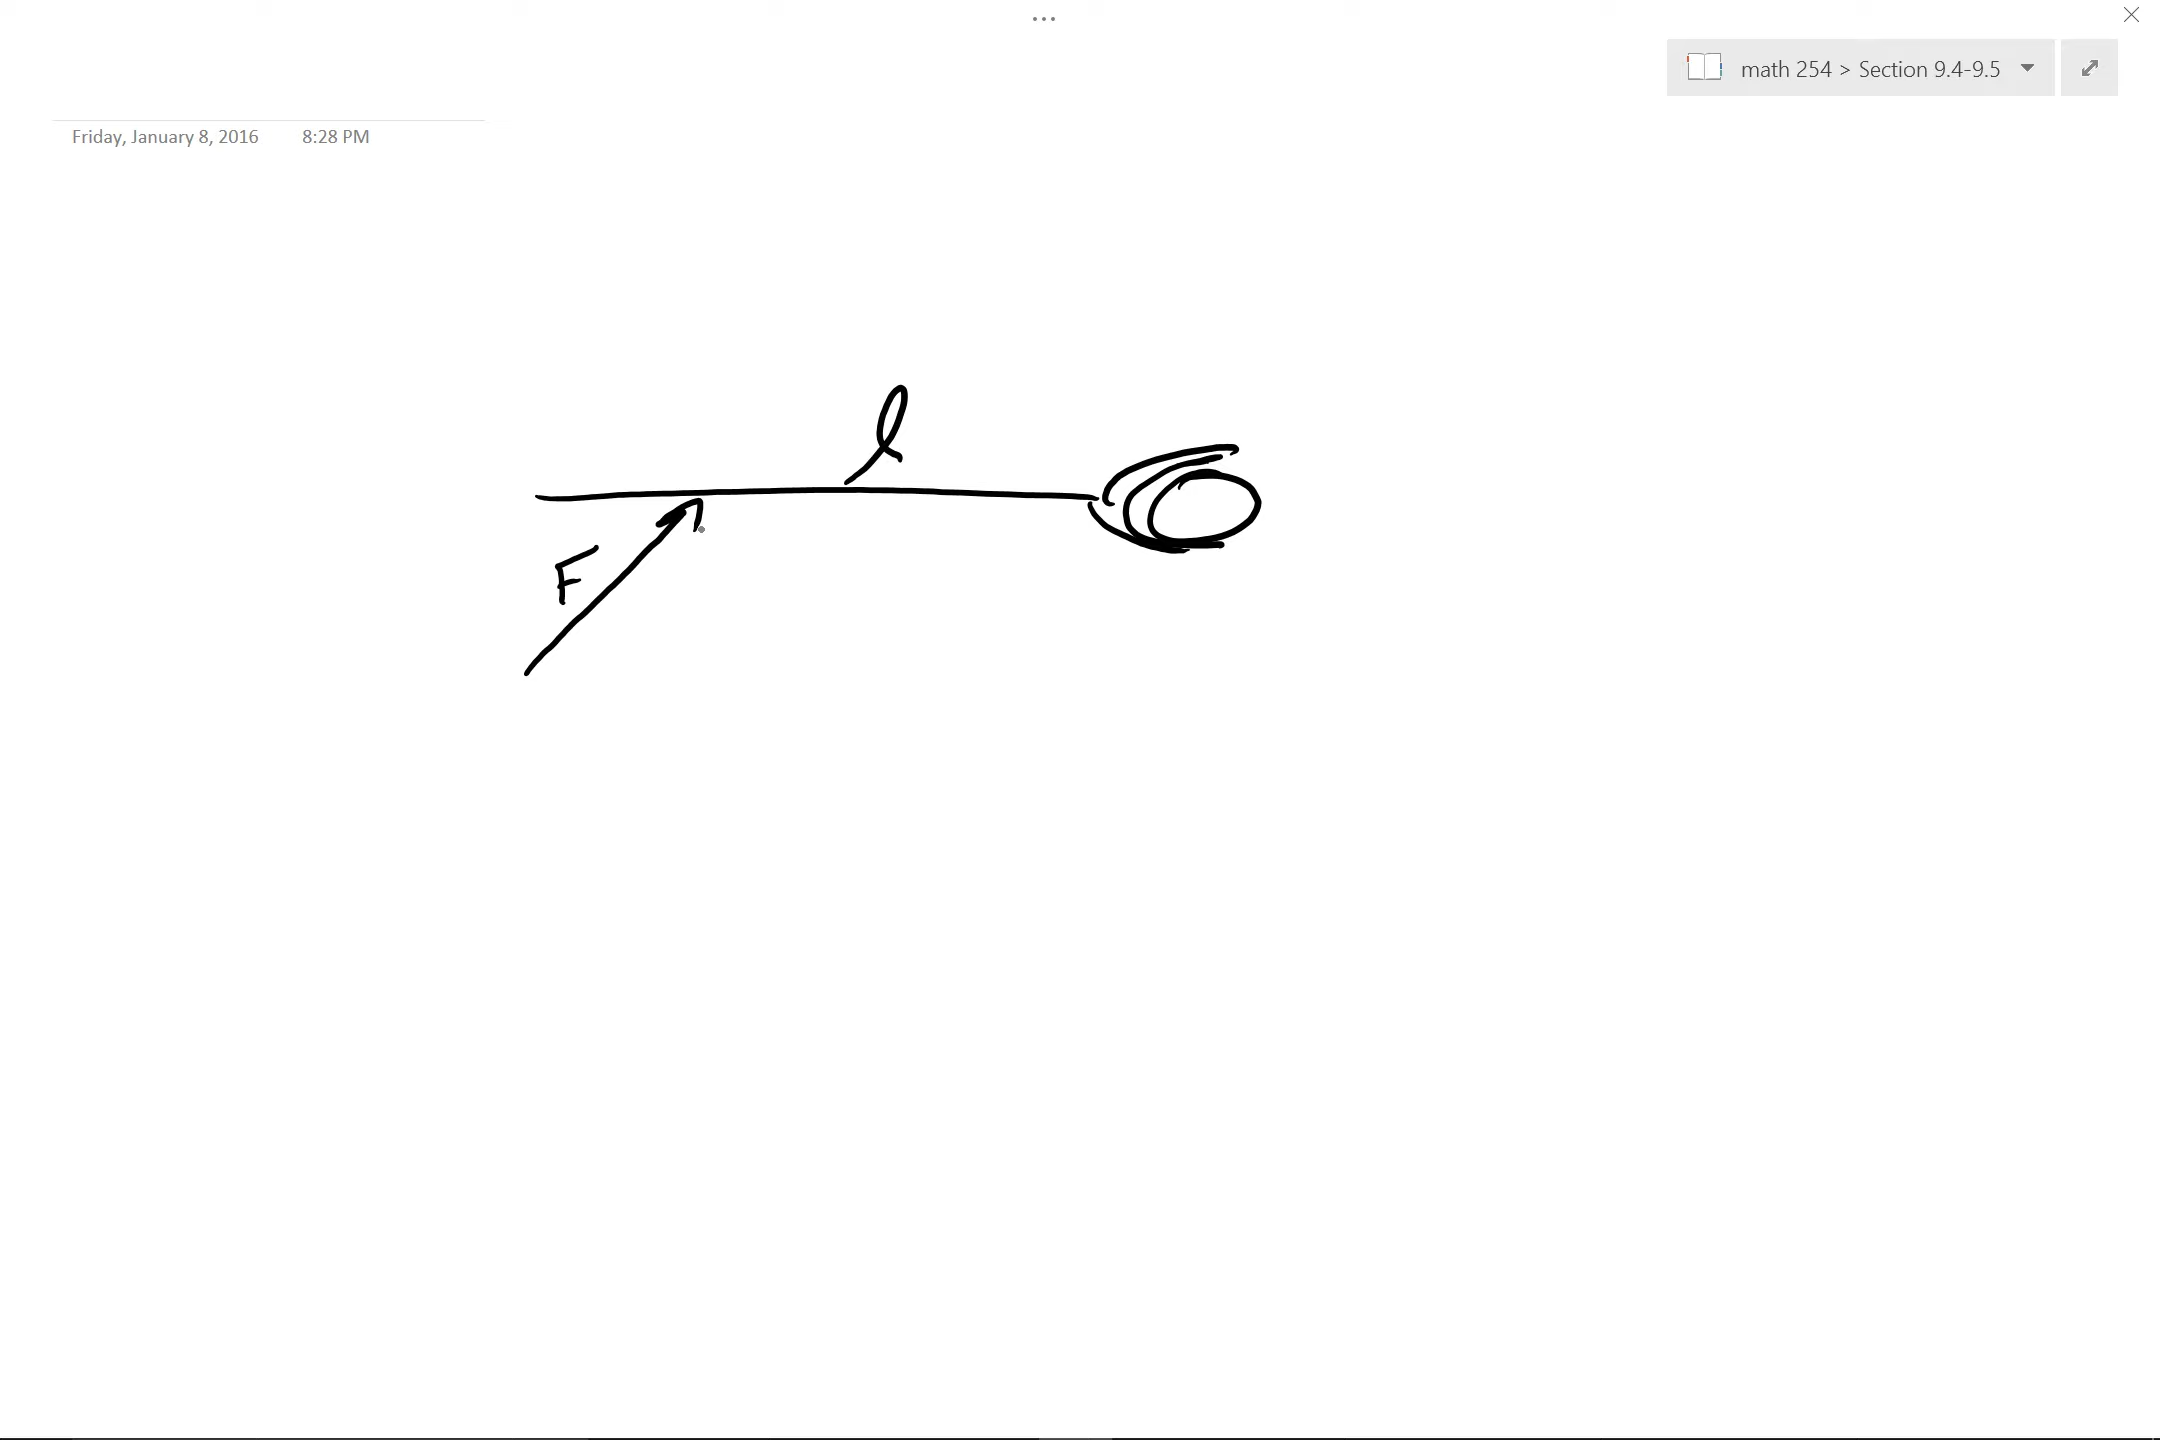 math 254 > Section 9.4-9.5
Friday, January 8, 2016 8:28 PM
l
F